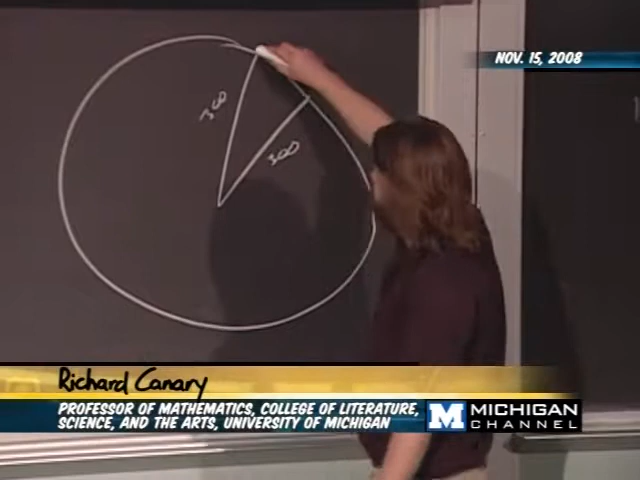 NOV. 15, 2008
300
300
Richard Canary
PROFESSOR OF MATHEMATICS, COLLEGE OF LITERATURE,
SCIENCE, AND THE ARTS, UNIVERSITY OF MICHIGAN
M MICHIGAN
CHANNEL